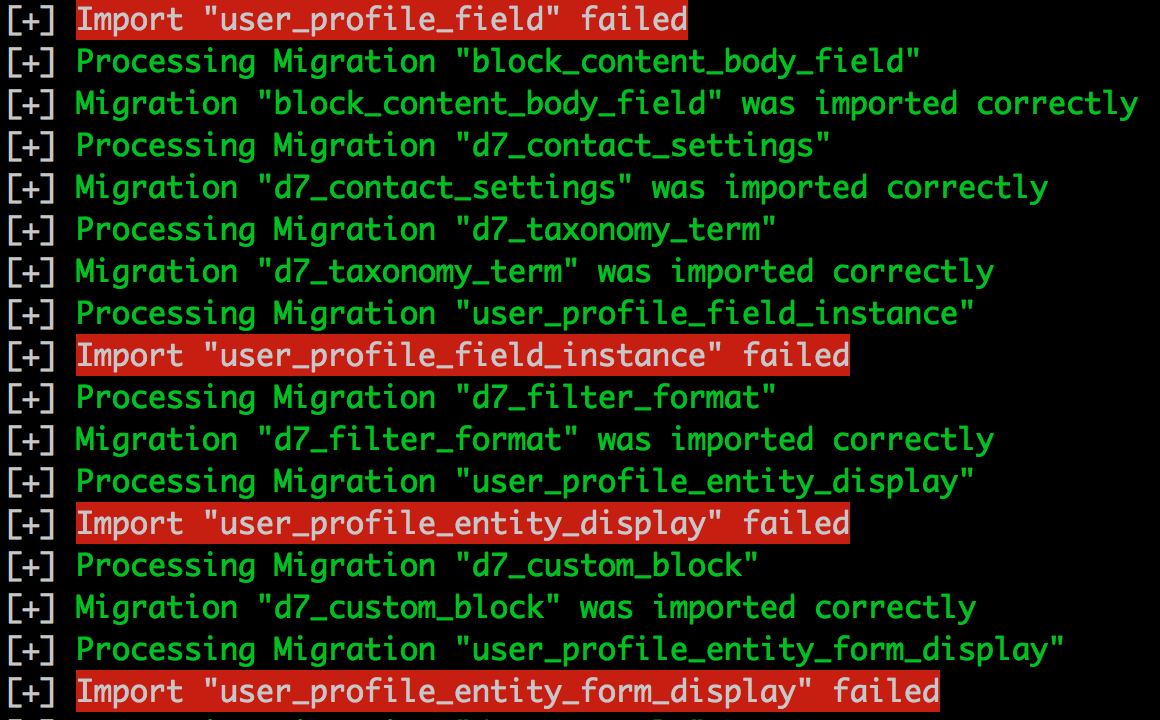 [+] Import "user_profile_field" failed
[+] Processing Migration "block_content_body_field"
[+] Migration "block_content_body_field" was imported correctly
[+] Processing Migration "d7_contact_settings"
[+] Migration "d7_contact_settings" was imported correctly
[+] Processing Migration "d7_taxonomy_term"
[+] Migration "d7_taxonomy_term" was imported correctly
[+] Processing Migration "user_profile_field_instance"
[+] Import "user_profile_field_instance" failed
[+] Processing Migration "d7_filter_format"
[+] Migration "d7_filter_format" was imported correctly
[+] Processing Migration "user_profile_entity_display"
[+] Import "user_profile_entity_display" failed
[+] Processing Migration "d7_custom_block"
[+] Migration "d7_custom_block" was imported correctly
[+] Processing Migration "user_profile_entity_form_display"
[+] Import "user_profile_entity_form_display" failed